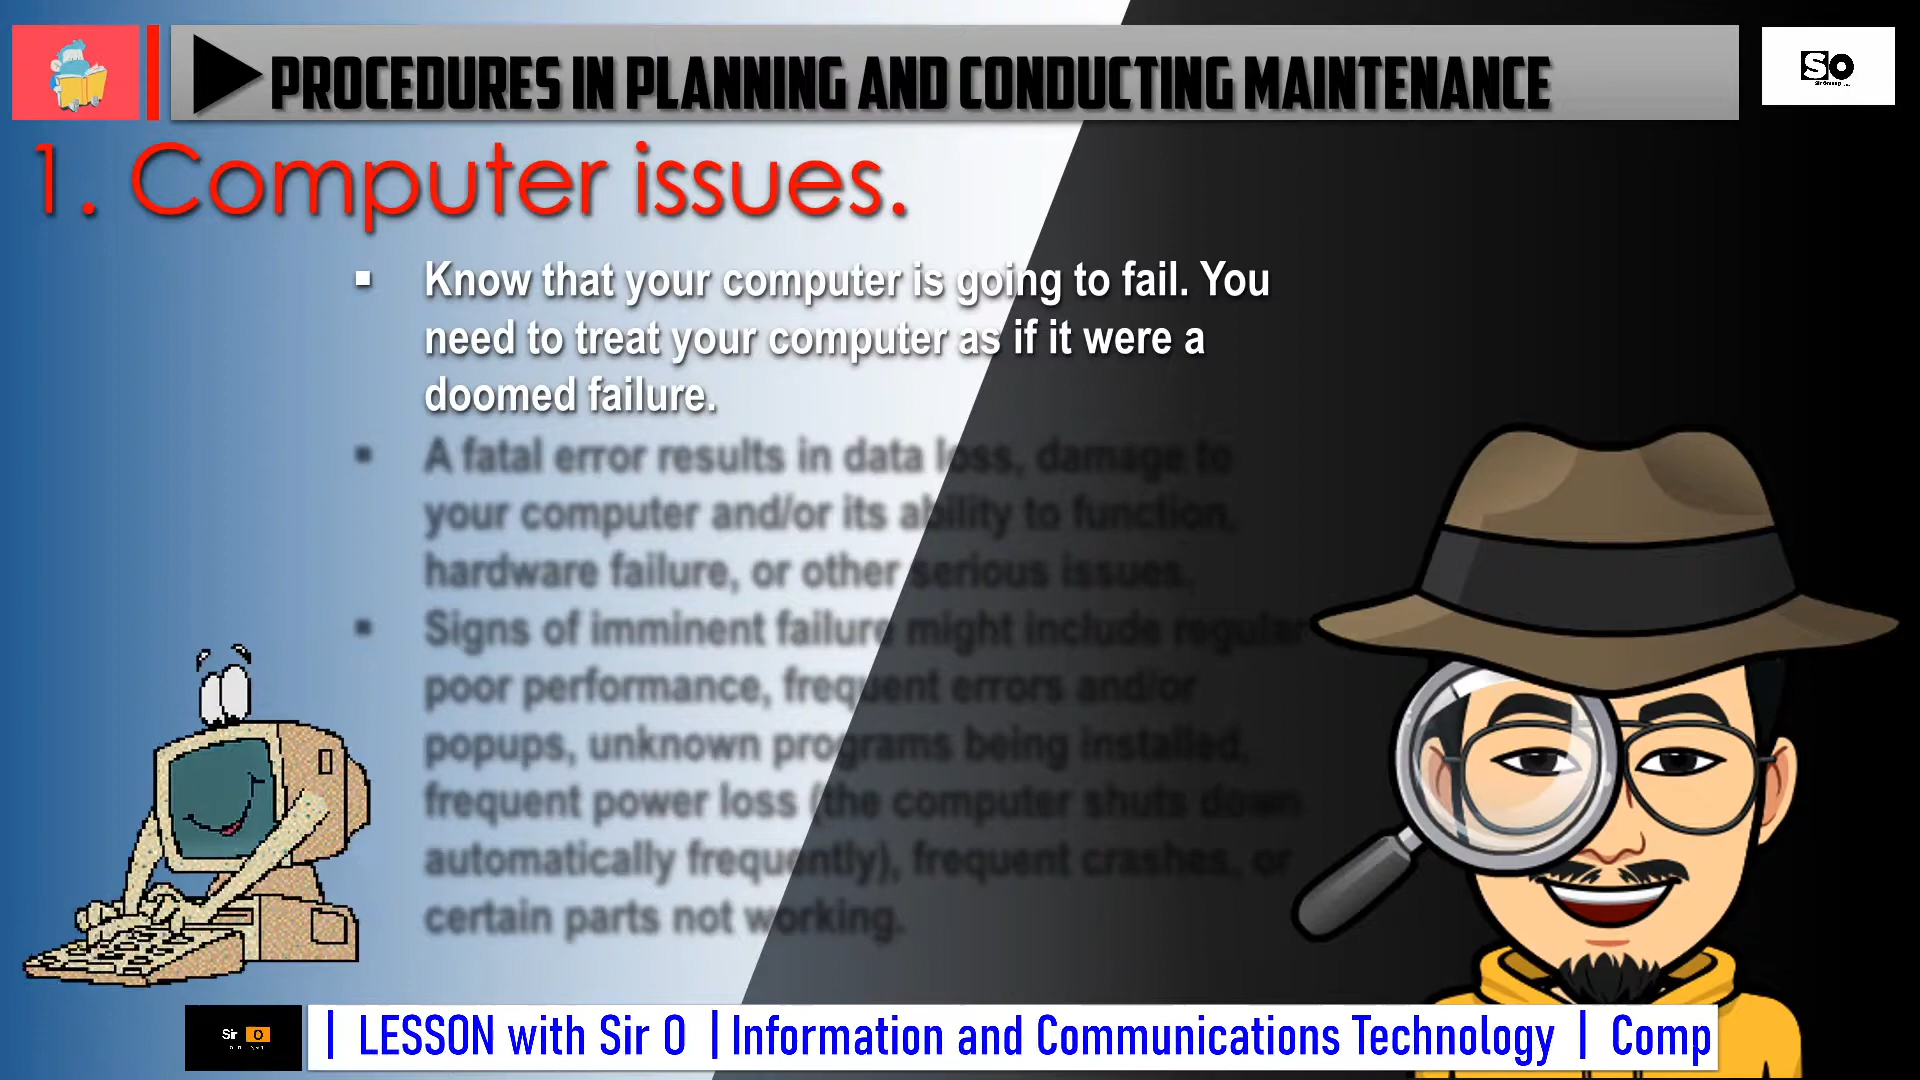 PROCEDURES IN PLANNING AND CONDUCTING MAINTENANCE
SO
1. Computer issues.
▪ Know that your computer is going to fail. You
need to treat your computer as if it were a
doomed failure.
▪ A fatal error results in data loss, damage to
your computer and/or its ability to function,
hardware failure, or other serious issues.
▪ Signs of imminent failure might include regular
poor performance, frequent errors and/or
popups, unknown programs being installed,
frequent power loss (the computer shuts down
automatically frequently), frequent crashes, or
certain parts not working.
Sir O
| LESSON with Sir O | Information and Communications Technology | Comp